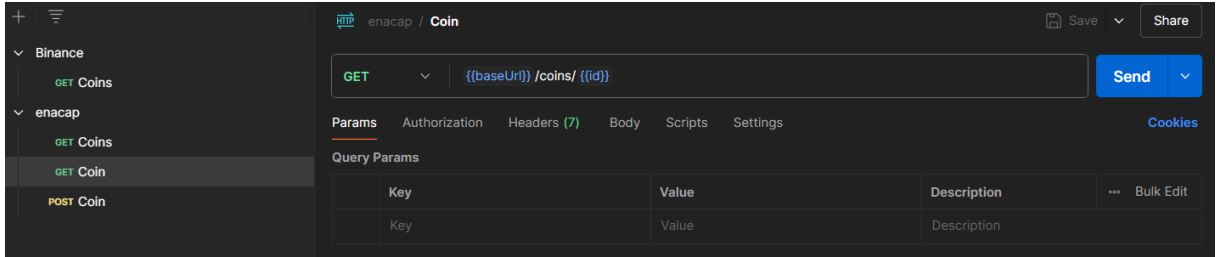 Binance
GET Coins
enacap
GET Coins
GET Coin
POST Coin
HTTP enacap / Coin
Save
Share
GET
{{baseUrl}} /coins/ {{id}}
Send
Params Authorization Headers (7) Body Scripts Settings
Cookies
Query Params
Key Value Description ••• Bulk Edit
Key Value Description